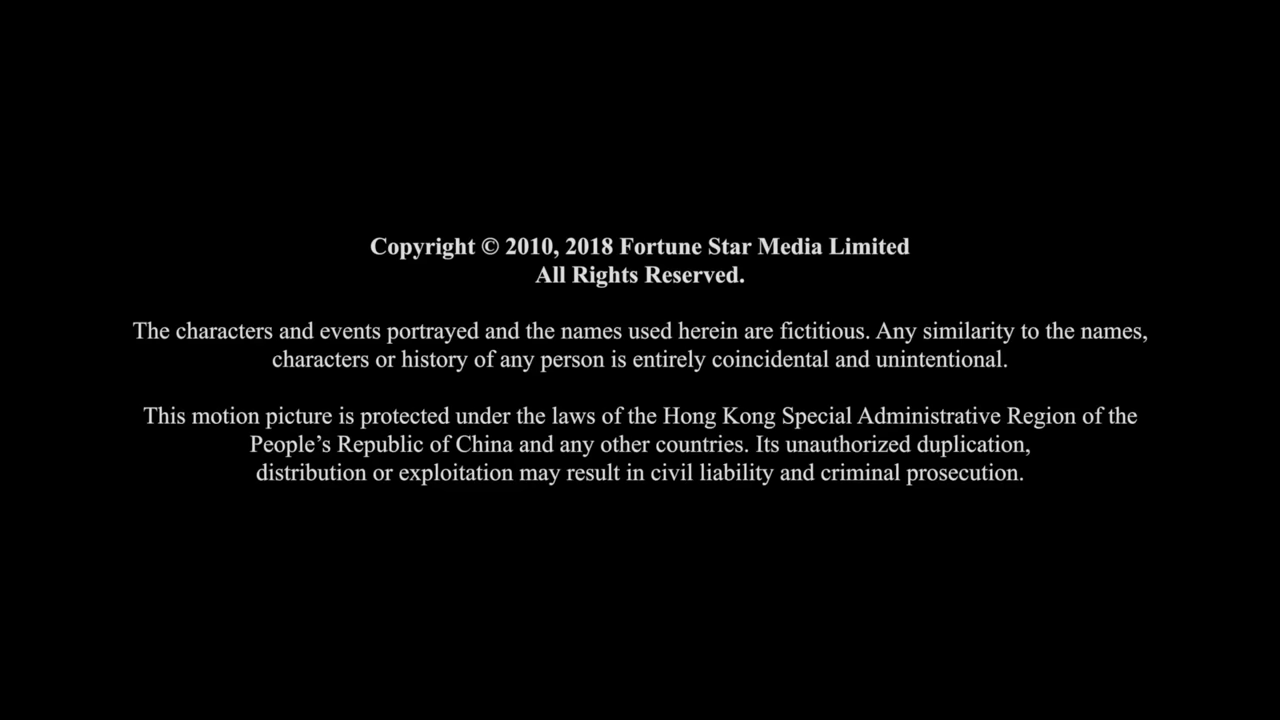 Copyright © 2010, 2018 Fortune Star Media Limited
All Rights Reserved.
The characters and events portrayed and the names used herein are fictitious. Any similarity to the names,
characters or history of any person is entirely coincidental and unintentional.
This motion picture is protected under the laws of the Hong Kong Special Administrative Region of the
People’s Republic of China and any other countries. Its unauthorized duplication,
distribution or exploitation may result in civil liability and criminal prosecution.